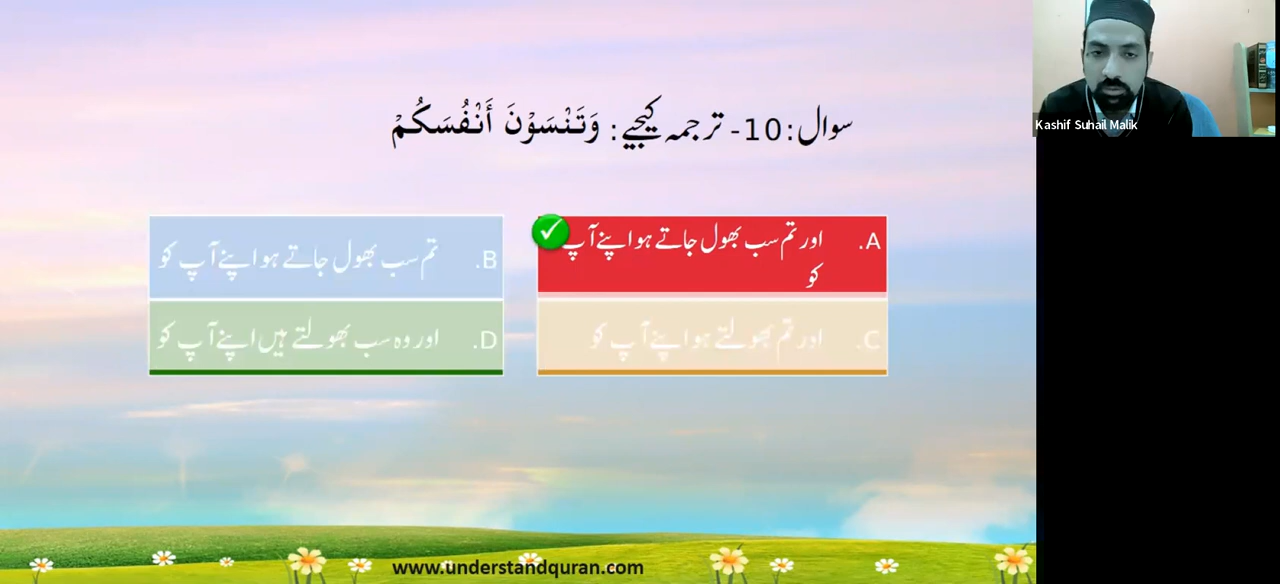 Kashif Suhail Malik
سوال:10- ترجمہ کیجیے: وَتَنْسَوْنَ أَنْفُسَكُمْ
A. اور تم سب بھول جاتے ہو اپنے آپ
کو
B. تم سب بھول جاتے ہو اپنے آپ کو
C. اور تم بھولتے ہو اپنے آپ کو
D. اور وہ سب بھولتے ہیں اپنے آپ کو
www.understandquran.com